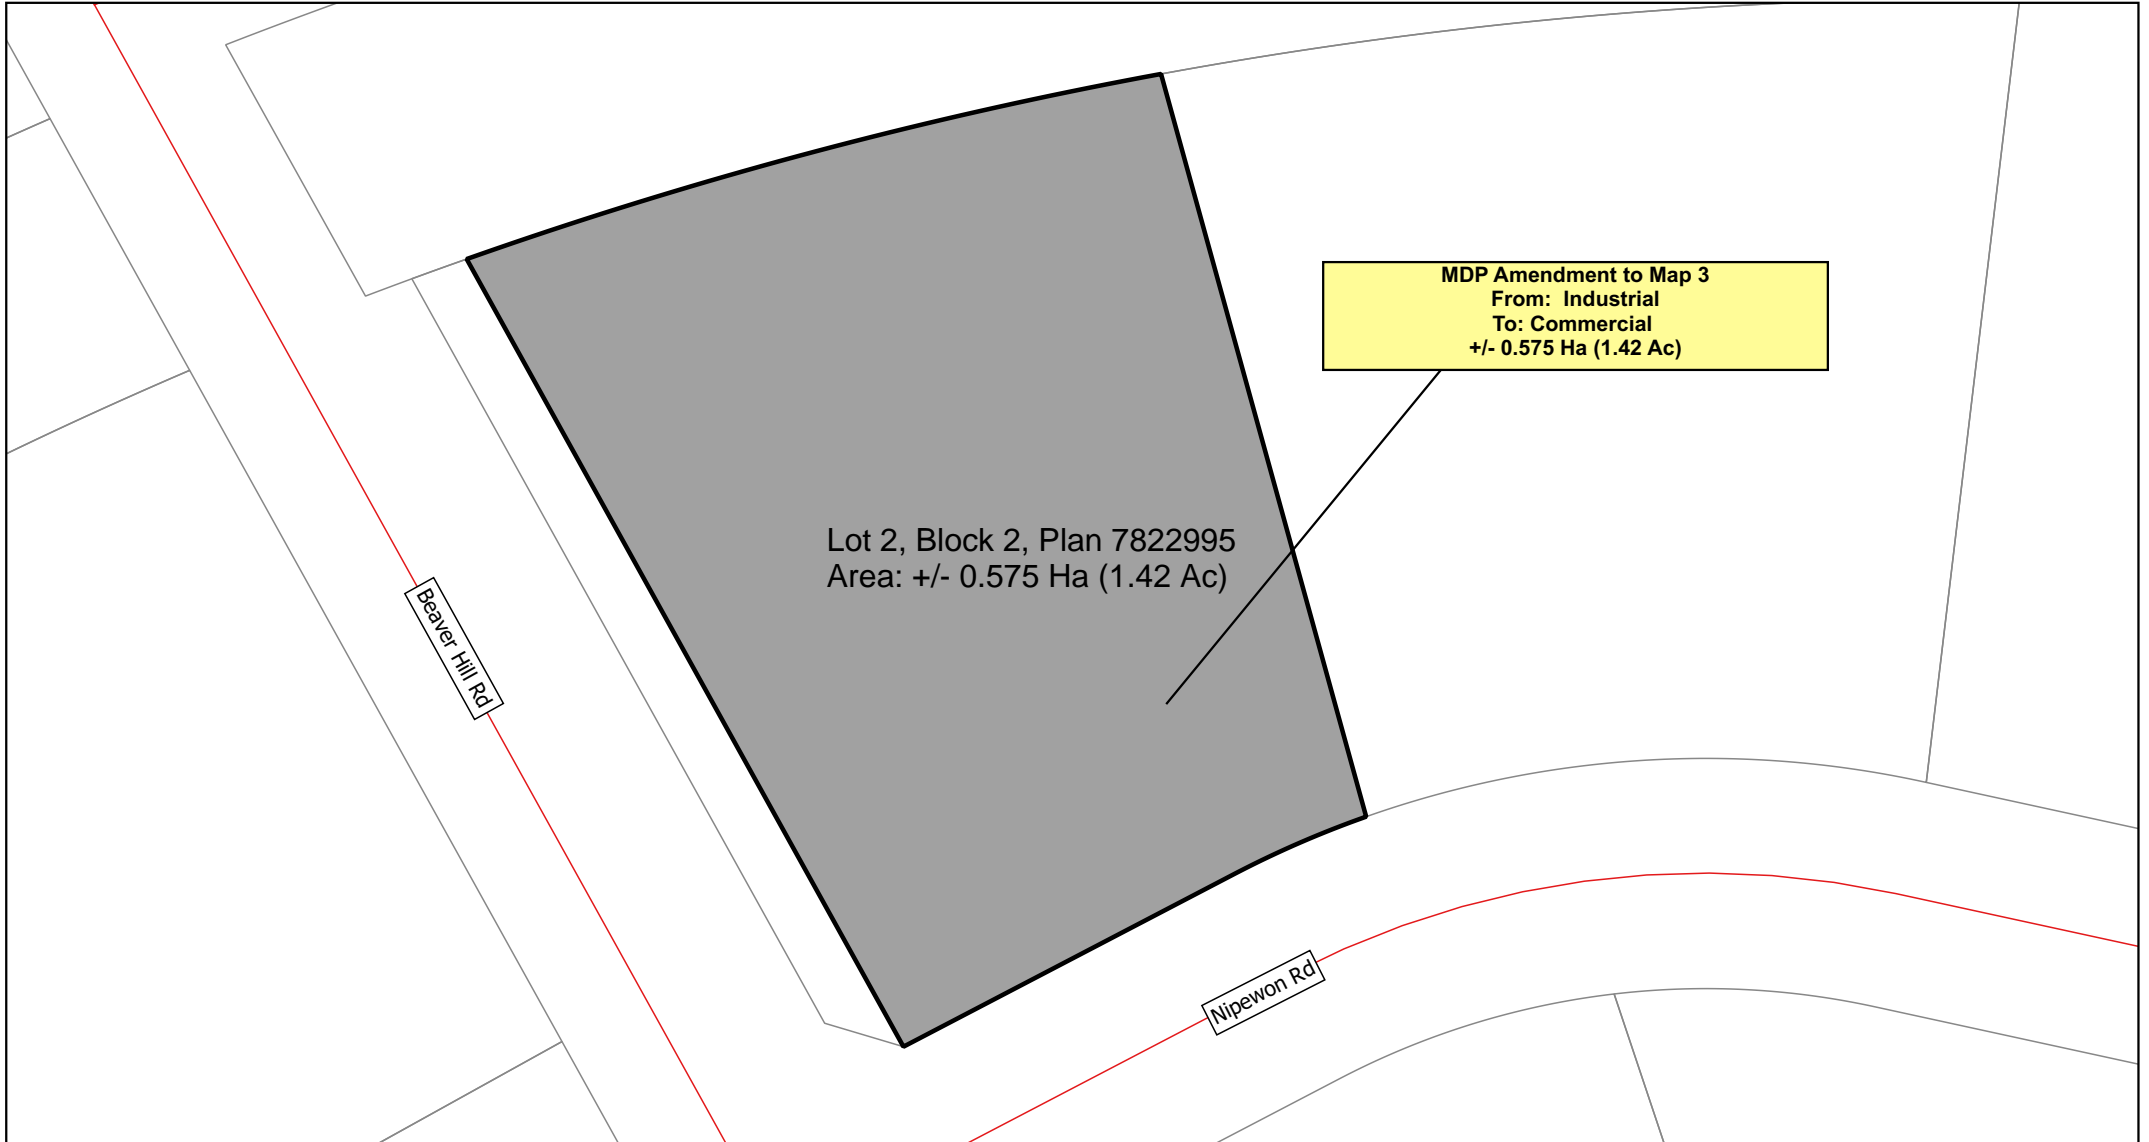 MDP Amendment to Map 3
From: Industrial
To: Commercial
+/- 0.575 Ha (1.42 Ac)
Lot 2, Block 2, Plan 7822995
Area: +/- 0.575 Ha (1.42 Ac)
Beaver Hill Rd
Nipewon Rd